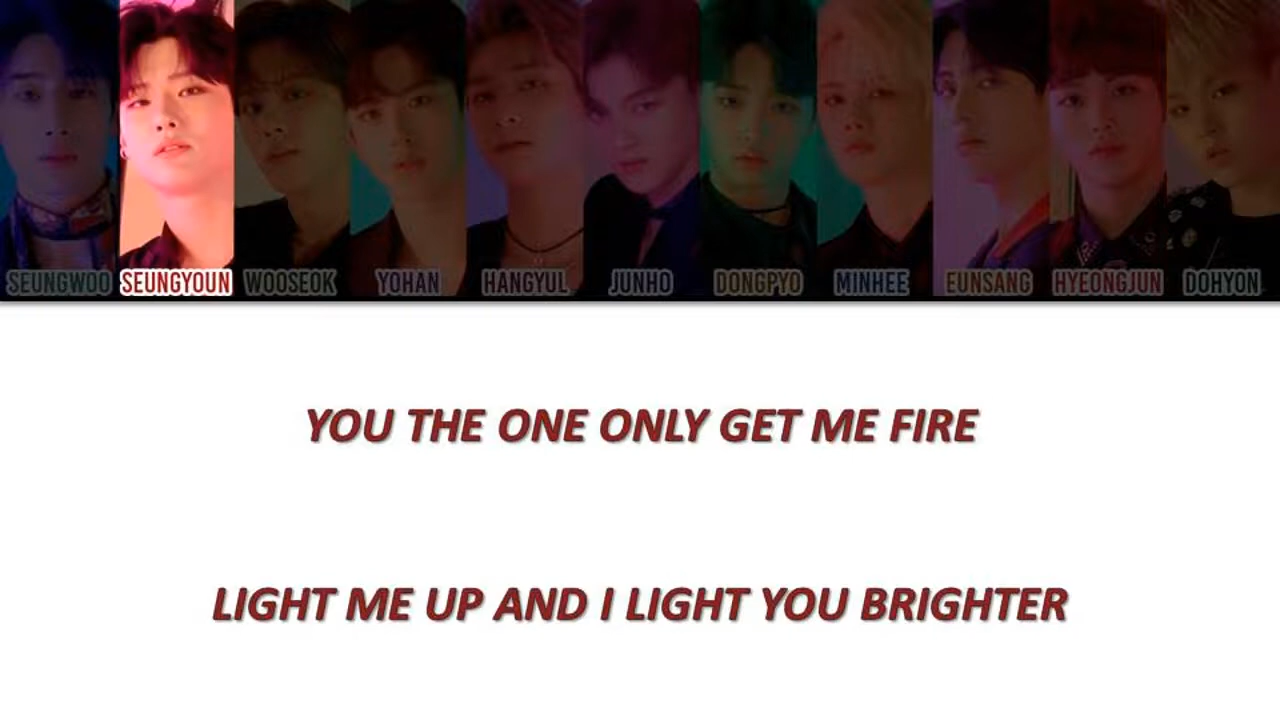 SEUNGWOO SEUNGYOUN WOOSEOK YOHAN HANGYUL JUNHO DONGPYO MINHEE EUNSANG HYEONGJUN DOHYON
YOU THE ONE ONLY GET ME FIRE
LIGHT ME UP AND I LIGHT YOU BRIGHTER